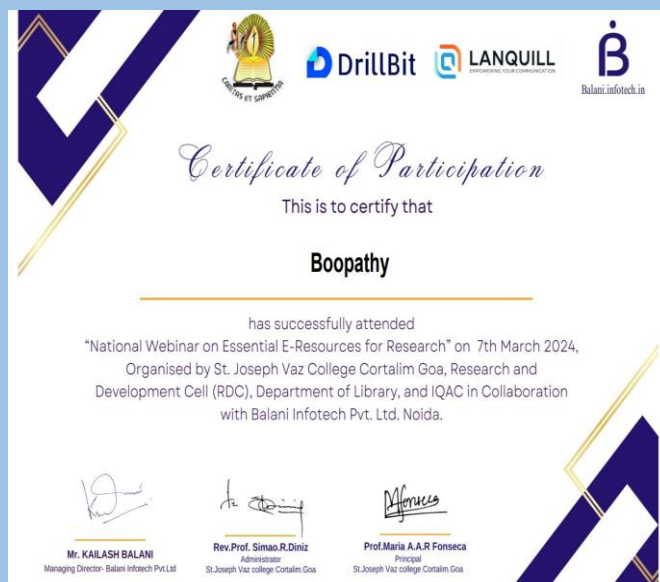 CARITAS ET SAPIENTIA
DrillBit
LANQUILL
EMPOWERING YOUR COMMUNICATION
Balani.infotech.in
Certificate of Participation
This is to certify that
Boopathy
has successfully attended
“National Webinar on Essential E-Resources for Research” on 7th March 2024,
Organised by St. Joseph Vaz College Cortalim Goa, Research and
Development Cell (RDC), Department of Library, and IQAC in Collaboration
with Balani Infotech Pvt. Ltd. Noida.
Mr. KAILASH BALANI
Managing Director- Balani Infotech Pvt.Ltd
Rev.Prof. Simao.R.Diniz
Administrator
St.Joseph Vaz college Cortalim.Goa
Prof.Maria A.A.R Fonseca
Principal
St.Joseph Vaz college Cortalim.Goa